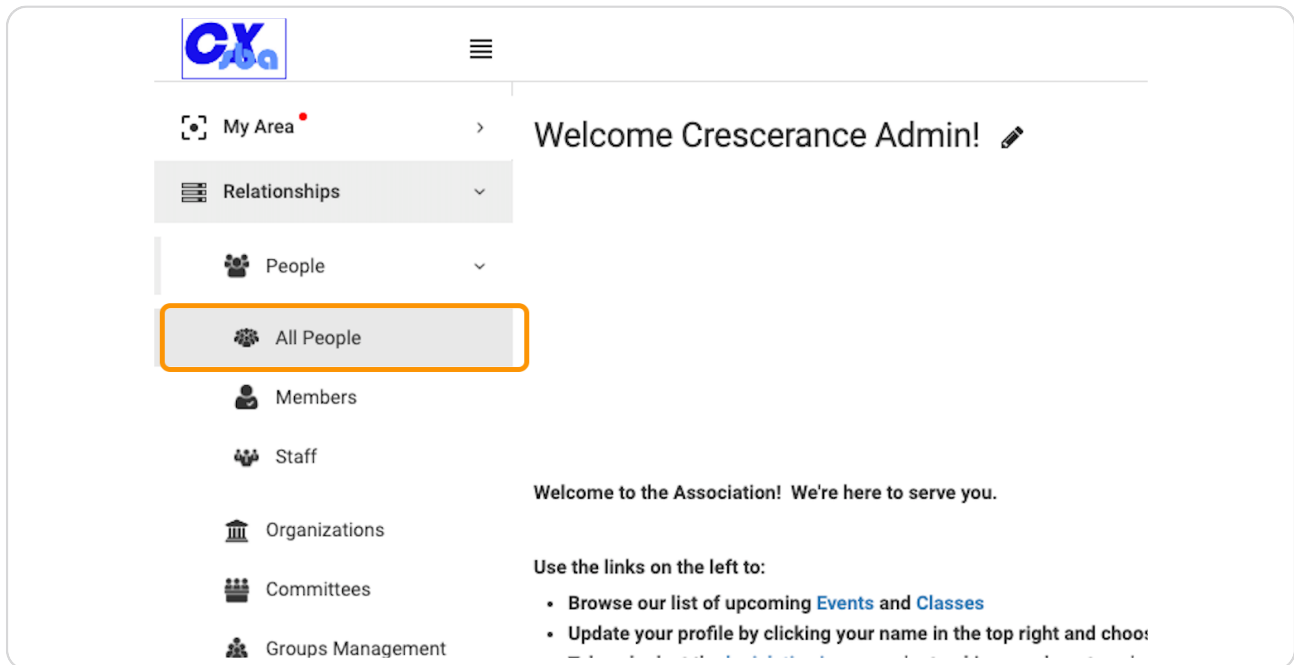 CX
sba
My Area
Welcome Crescerance Admin!
Relationships
People
All People
Members
Staff
Welcome to the Association!  We're here to serve you.
Organizations
Use the links on the left to:
Committees
• Browse our list of upcoming Events and Classes
• Update your profile by clicking your name in the top right and
Groups Management